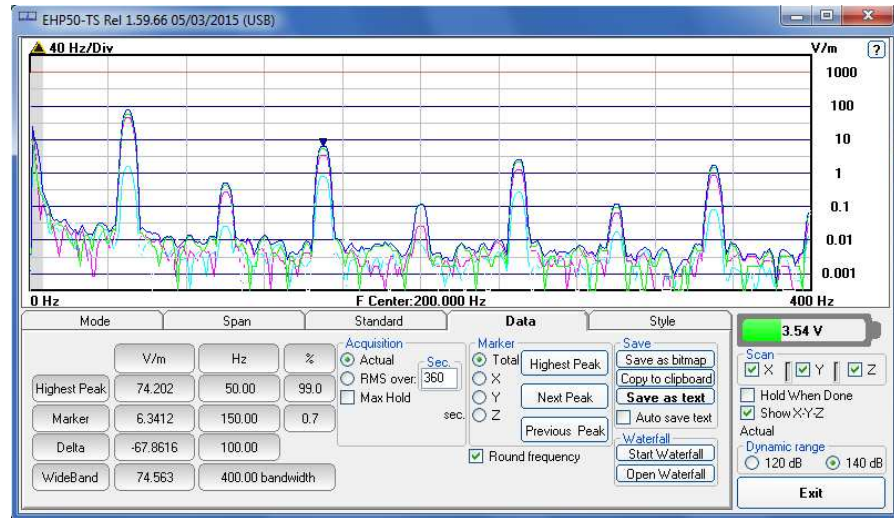 EHP50-TS Rel 1.59.66 05/03/2015 (USB)
40 Hz/Div
V/m
?
1000
100
10
1
0.1
0.01
0.001
0 Hz
F Center:200.000 Hz
400 Hz
Mode
Span
Standard
Data
Style
V/m
Hz
%
Highest Peak
74.202
50.00
99.0
Marker
6.3412
150.00
0.7
Delta
-67.8616
100.00
WideBand
74.563
400.00 bandwidth
Acquisition
Actual
RMS over:
Max Hold
Sec.
360
sec.
Marker
Total
X
Y
Z
Highest Peak
Next Peak
Previous Peak
Round frequency
Save
Save as bitmap
Copy to clipboard
Save as text
Auto save text
Waterfall
Start Waterfall
Open Waterfall
3.54 V
Scan
X
Y
Z
Hold When Done
Show X-Y-Z
Actual
Dynamic range
120 dB
140 dB
Exit